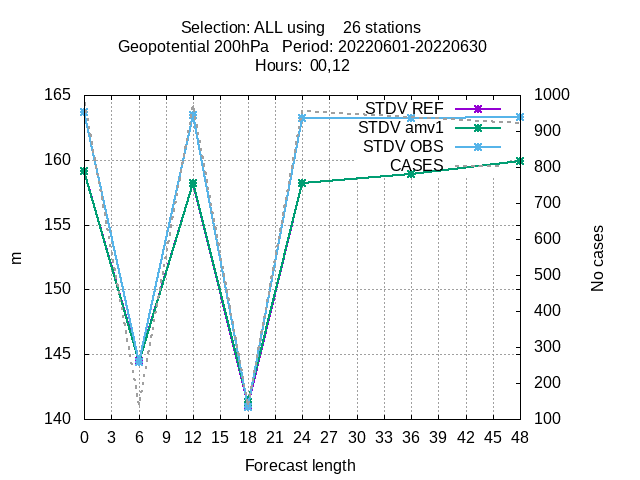 Selection: ALL using    26 stations
Geopotential 200hPa   Period: 20220601-20220630
Hours:  00,12
165
160
155
150
145
140
1000
900
800
700
600
500
400
300
200
100
STDV REF
STDV amv1
STDV OBS
CASES
m
No cases
0 3 6 9 12 15 18 21 24 27 30 33 36 39 42 45 48
Forecast length